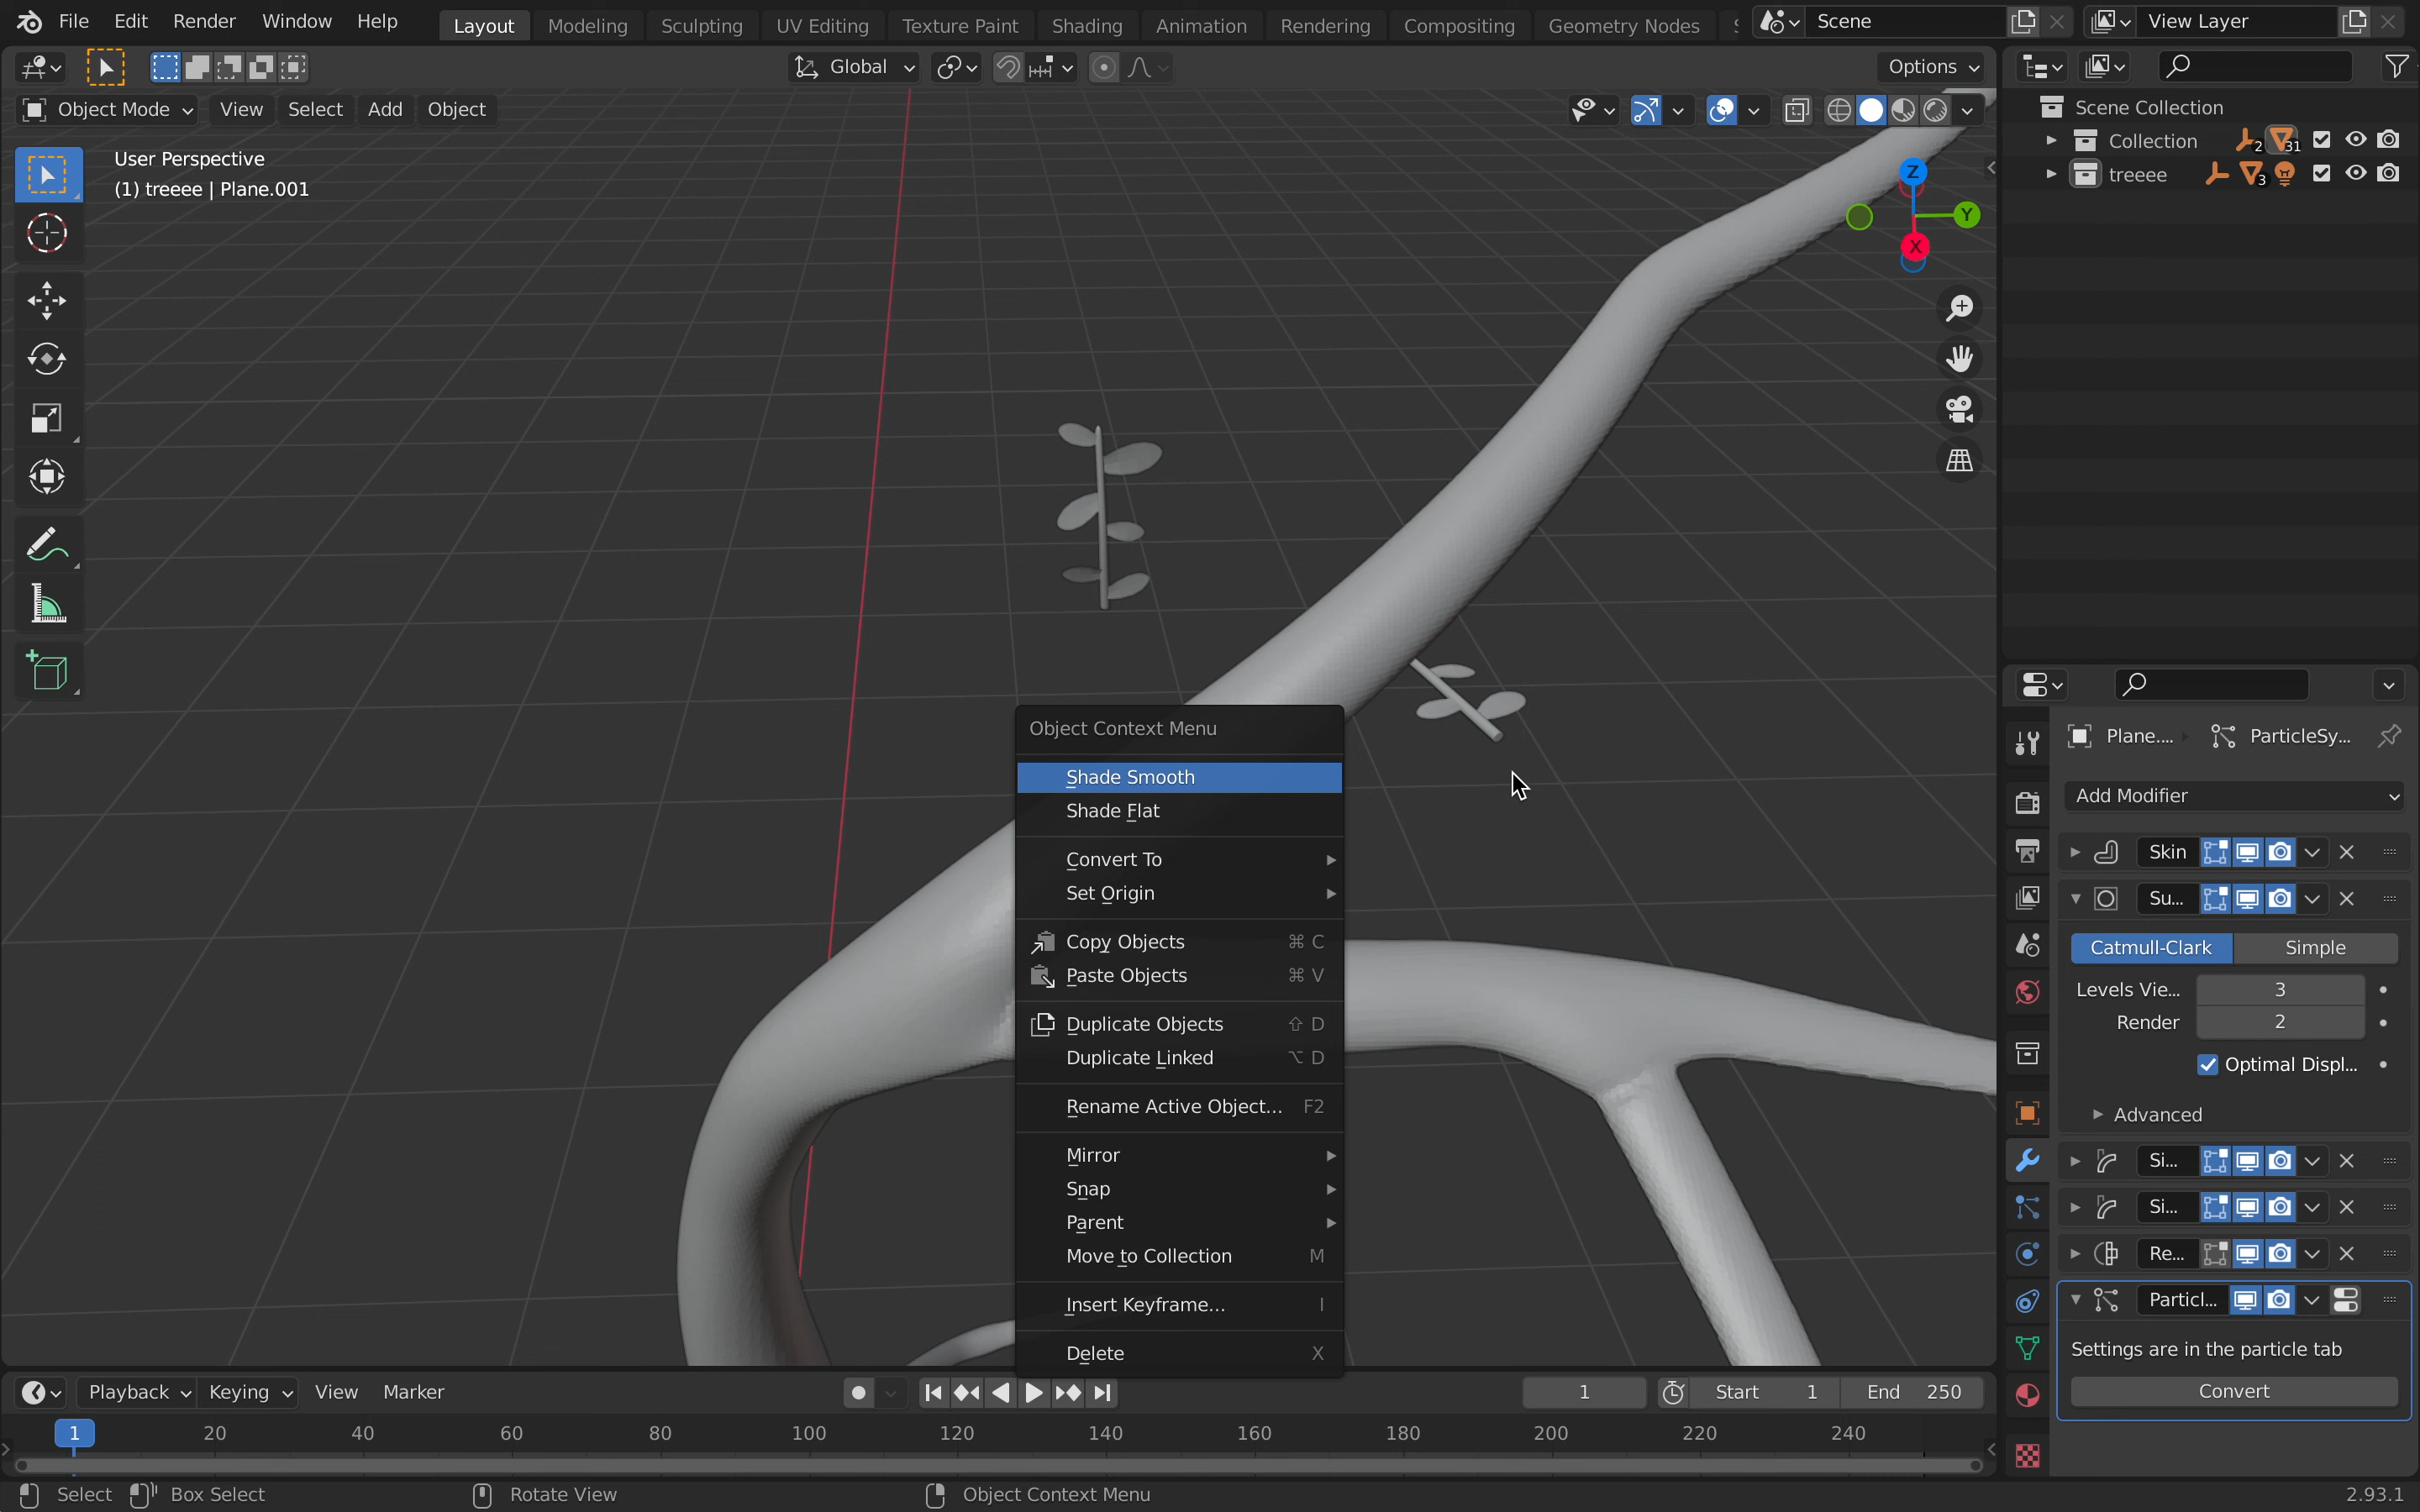 File Edit Render Window Help Layout Modeling Sculpting UV Editing Texture Paint Shading Animation Rendering Compositing Geometry Nodes Scene View Layer
Global Options
Object Mode View Select Add Object
User Perspective
(1) treeee | Plane.001
Z
Y
X
Scene Collection
Collection 2 31
treeee 3
Object Context Menu
Shade Smooth
Shade Flat
Convert To
Set Origin
Copy Objects ⌘ C
Paste Objects ⌘ V
Duplicate Objects ⇧ D
Duplicate Linked ⌥ D
Rename Active Object... F2
Mirror
Snap
Parent
Move to Collection M
Insert Keyframe... I
Delete X
Plane.... ParticleSy...
Add Modifier
Skin
Su...
Catmull-Clark Simple
Levels Vie... 3
Render 2
Optimal Displ...
Advanced
Si...
Si...
Re...
Particl...
Settings are in the particle tab
Convert
Playback Keying View Marker 1 Start 1 End 250
1 20 40 60 80 100 120 140 160 180 200 220 240
Select Box Select Rotate View Object Context Menu 2.93.1